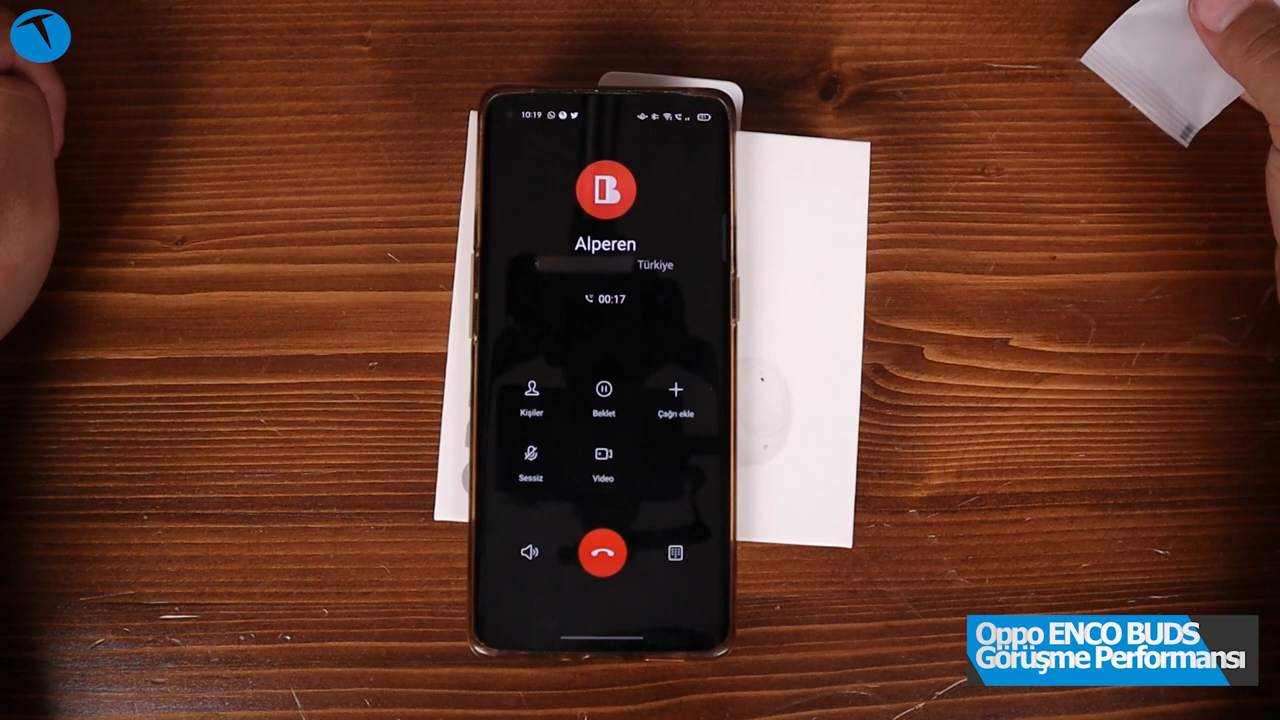 10:19
B
Alperen
Türkiye
00:17
Kişiler
Beklet
Çağrı ekle
Sessiz
Video
Oppo ENCO BUDS
Görüşme Performansı